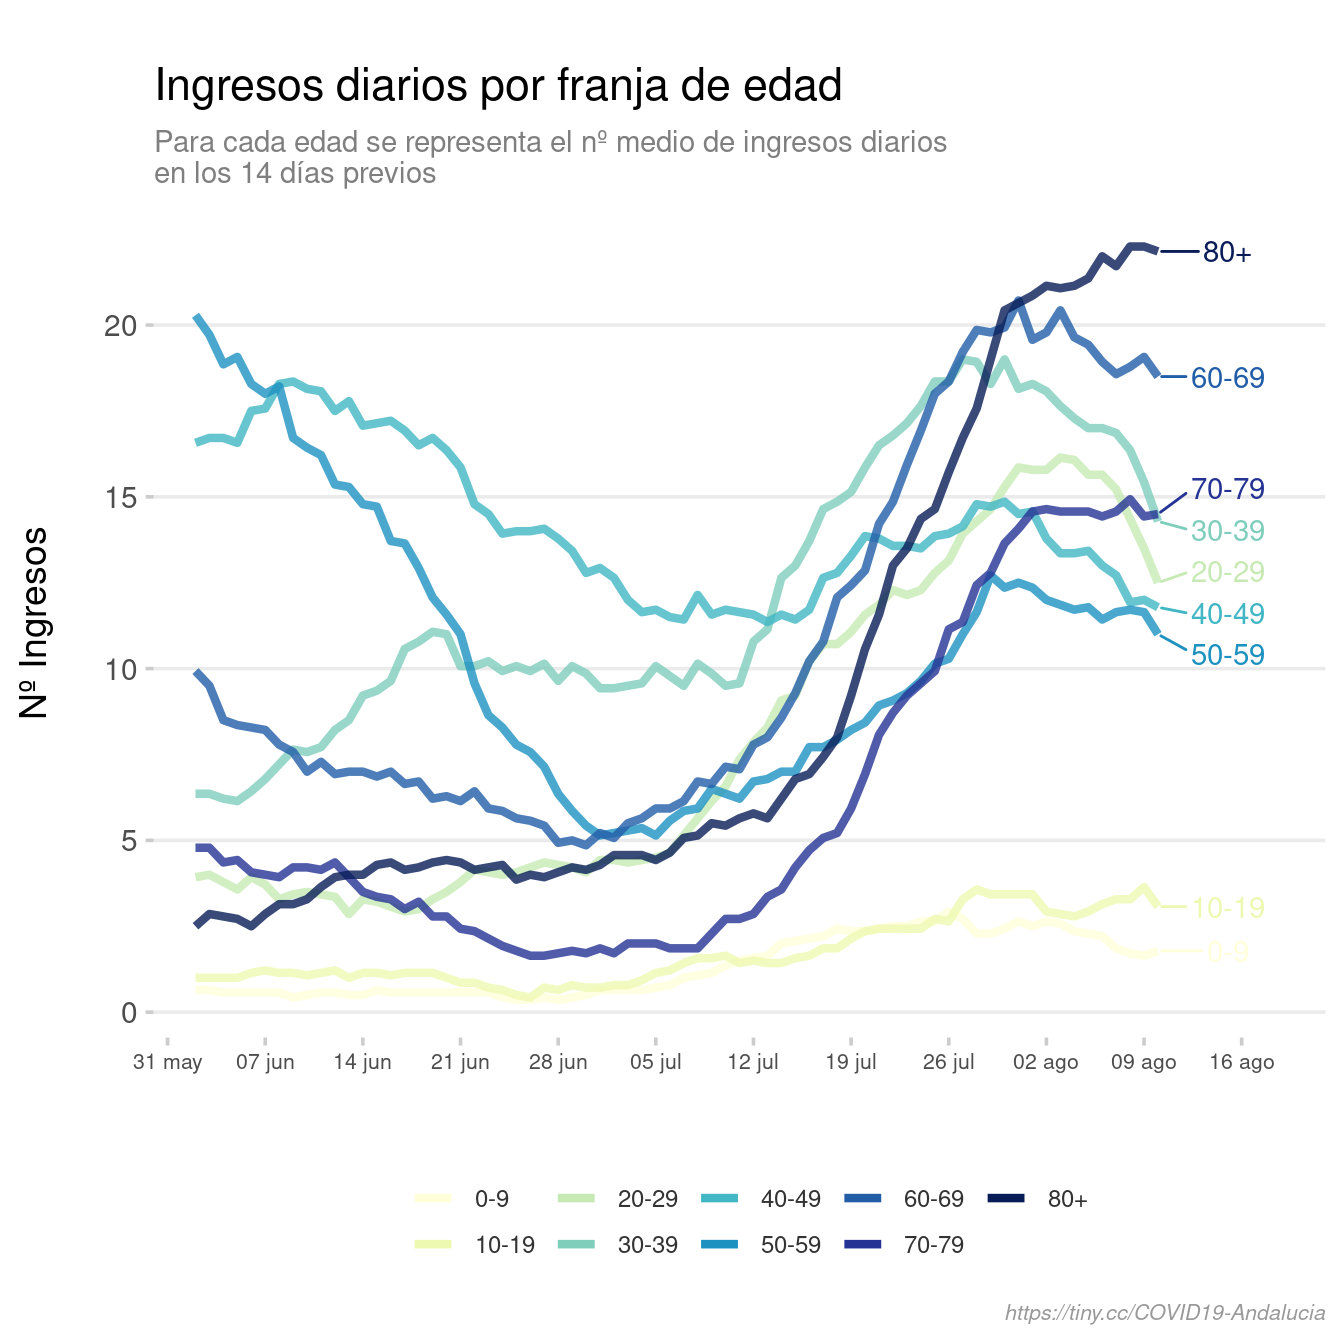 Ingresos diarios por franja de edad
Para cada edad se representa el nº medio de ingresos diarios
en los 14 días previos
Nº Ingresos
20
15
10
5
0
80+
60-69
70-79
30-39
20-29
40-49
50-59
10-19
0-9
31 may 07 jun 14 jun 21 jun 28 jun 05 jul 12 jul 19 jul 26 jul 02 ago 09 ago 16 ago
0-9 20-29 40-49 60-69 80+
10-19 30-39 50-59 70-79
https://tiny.cc/COVID19-Andalucia